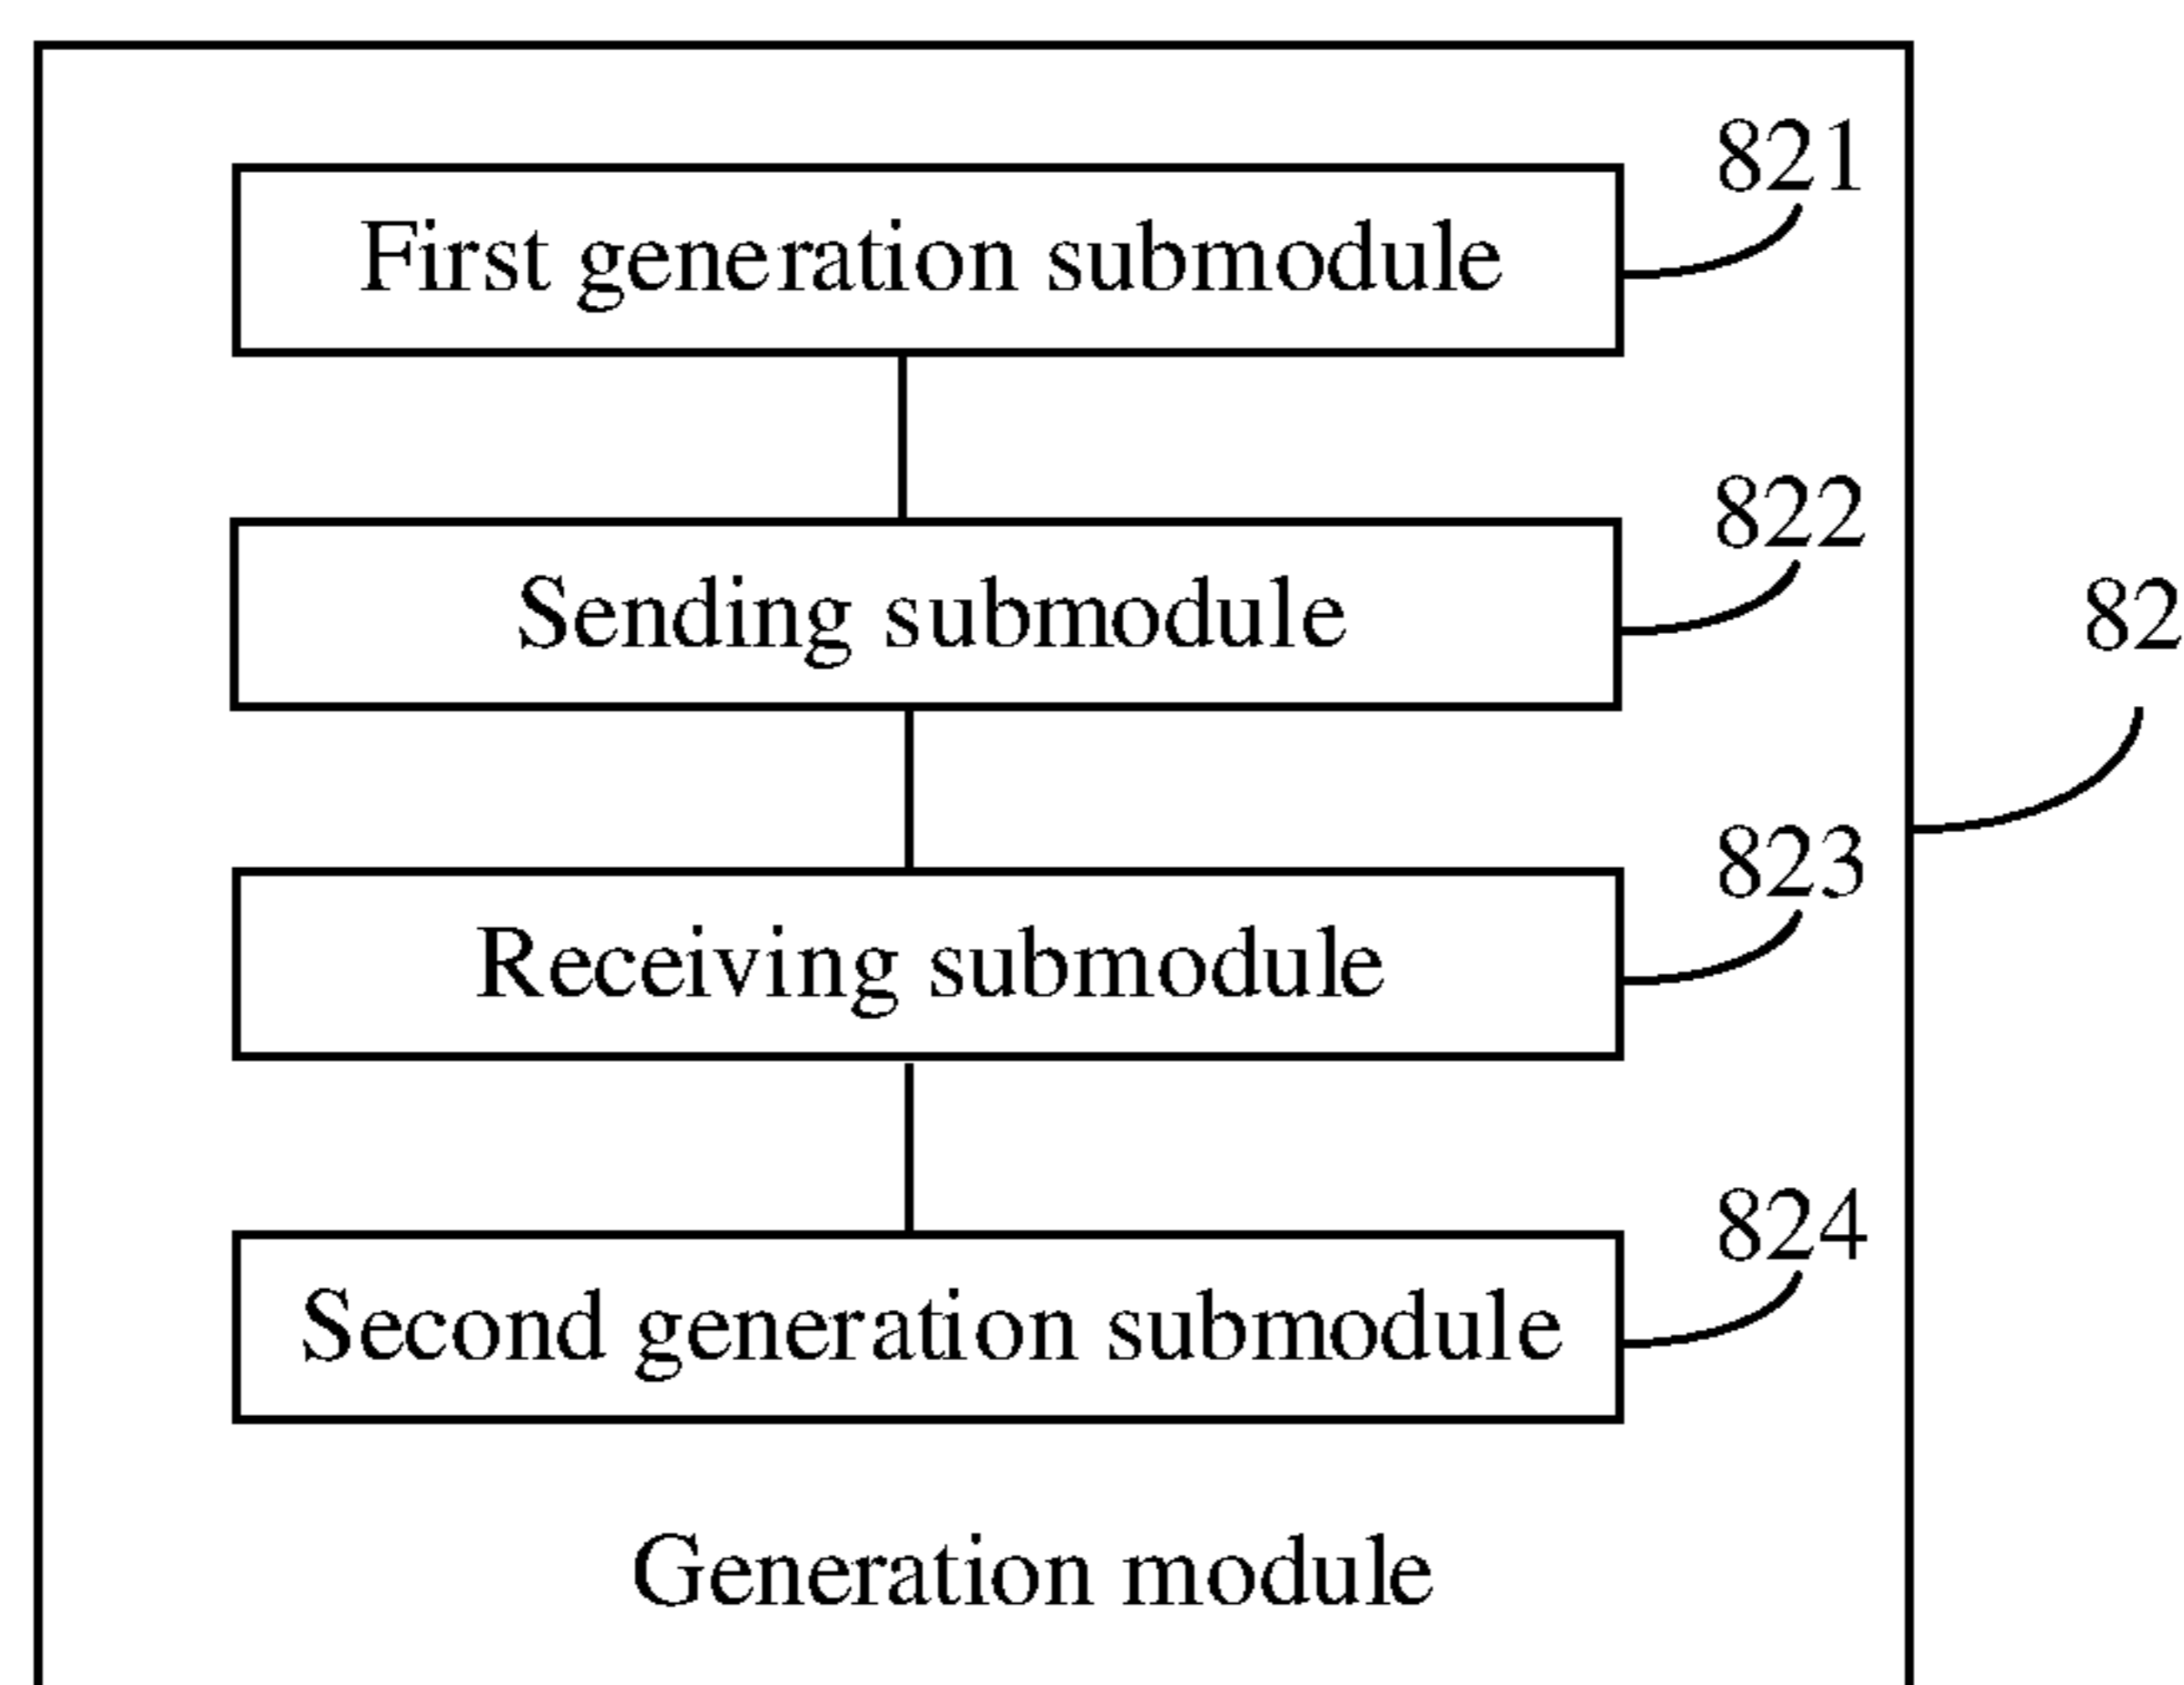 821
First generation submodule
822
Sending submodule
82
823
Receiving submodule
824
Second generation submodule
Generation module